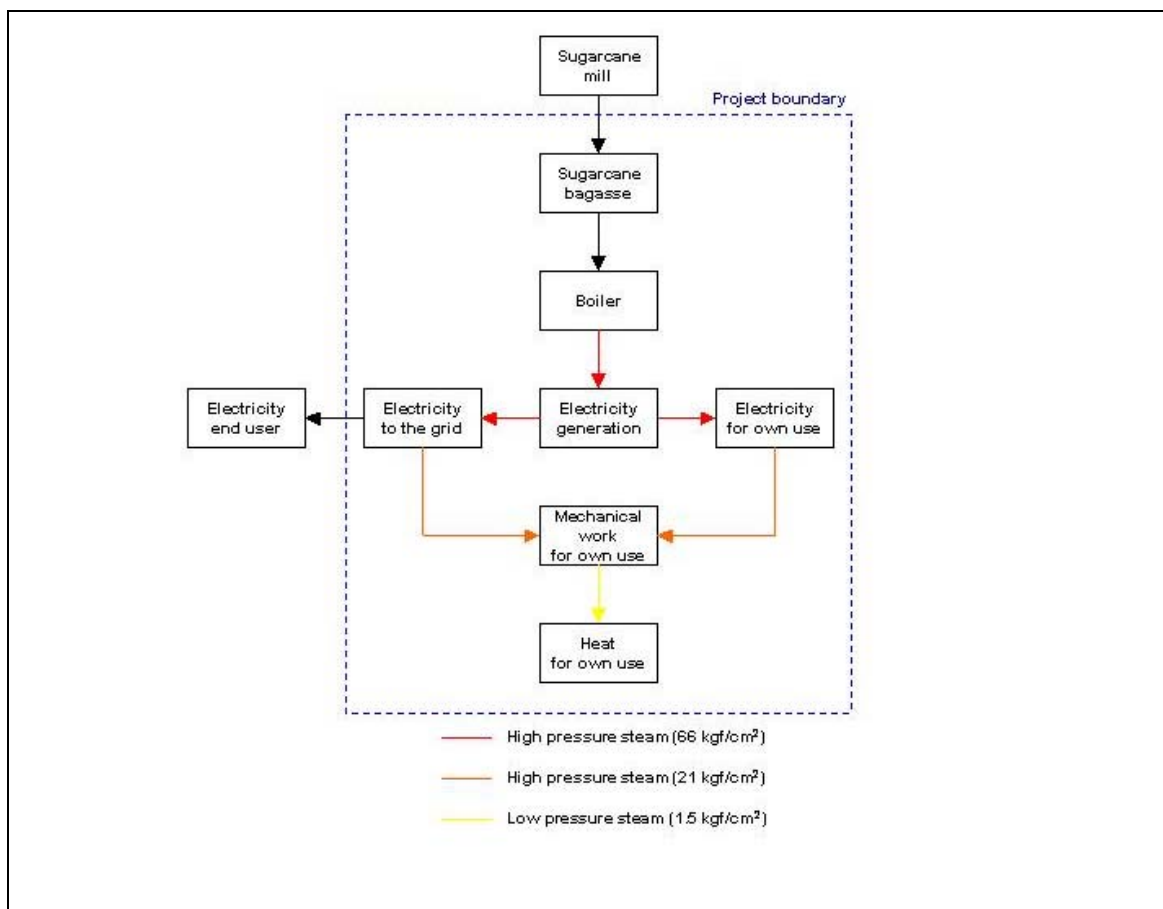 Sugarcane
mill
Project boundary
Sugarcane
bagasse
Boiler
Electricity
end user
Electricity
to the grid
Electricity
generation
Electricity
for own use
Mechanical
work
for own use
Heat
for own use
High pressure steam (66 kgf/cm²)
High pressure steam (21 kgf/cm²)
Low pressure steam (1.5 kgf/cm²)